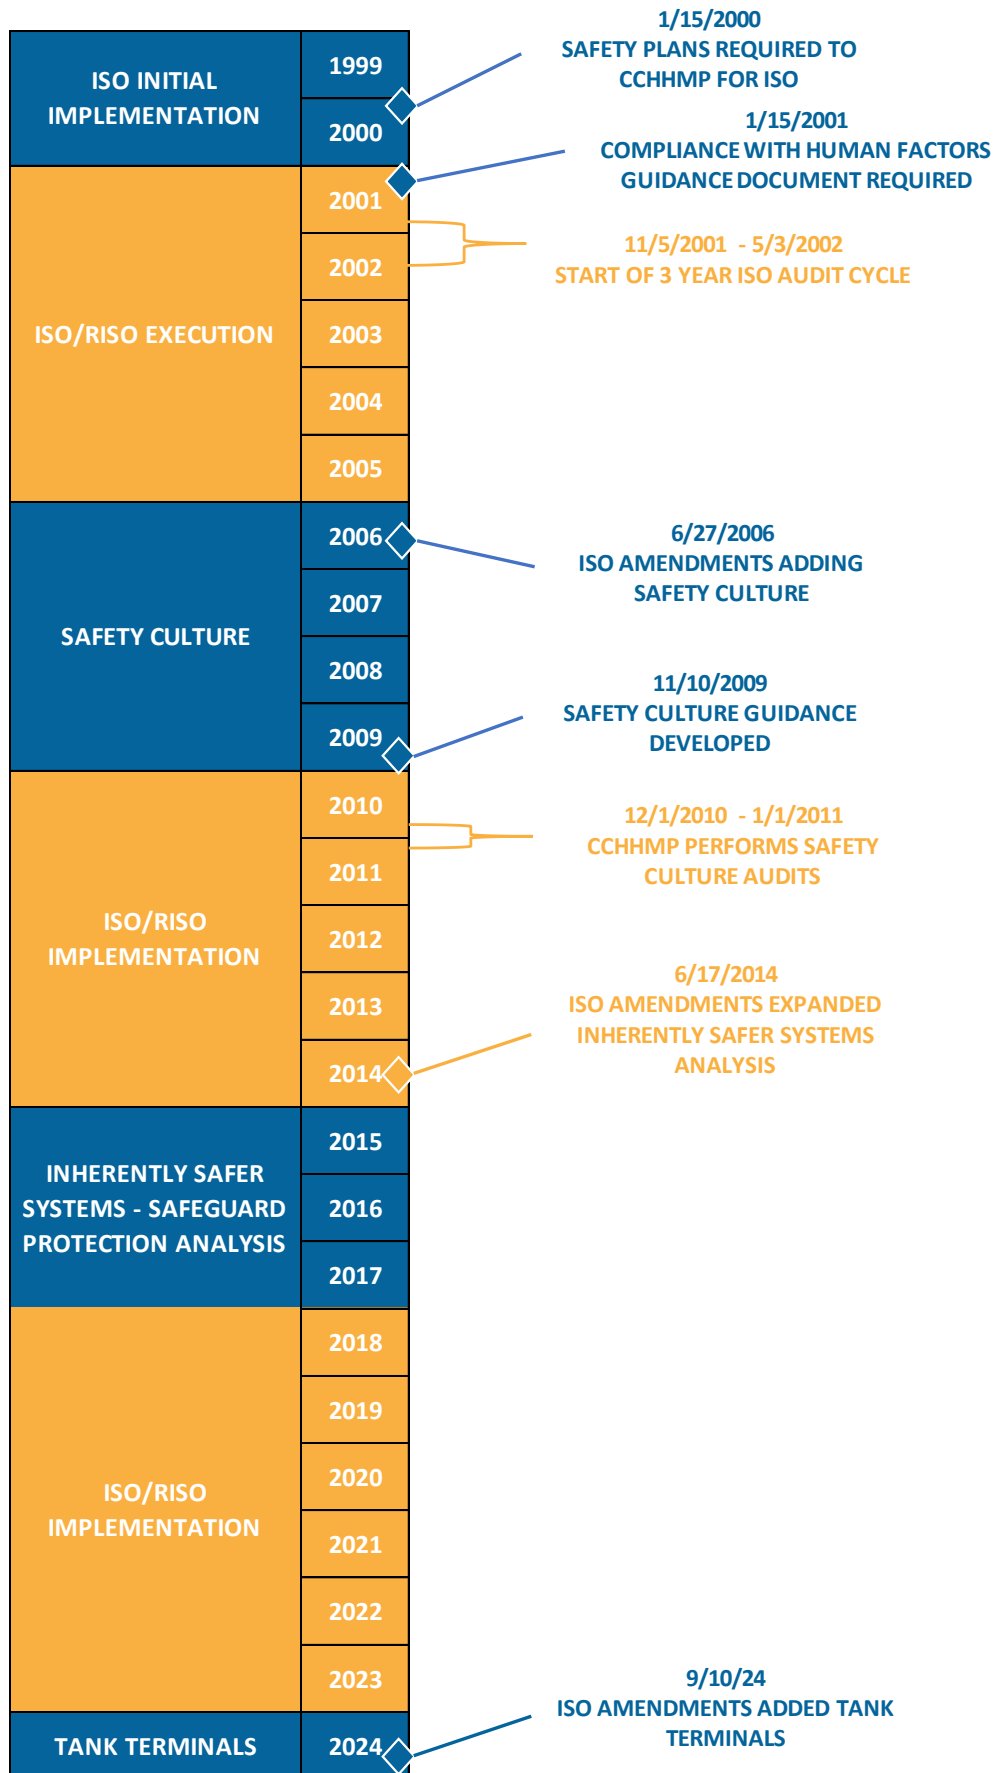 1/15/2000
SAFETY PLANS REQUIRED TO
CCHHMP FOR ISO
ISO INITIAL
IMPLEMENTATION
1999
2000
1/15/2001
COMPLIANCE WITH HUMAN FACTORS
GUIDANCE DOCUMENT REQUIRED
ISO/RISO EXECUTION
2001
2002
2003
2004
2005
11/5/2001 - 5/3/2002
START OF 3 YEAR ISO AUDIT CYCLE
SAFETY CULTURE
2006
2007
2008
2009
6/27/2006
ISO AMENDMENTS ADDING
SAFETY CULTURE
11/10/2009
SAFETY CULTURE GUIDANCE
DEVELOPED
ISO/RISO
IMPLEMENTATION
2010
2011
2012
2013
2014
12/1/2010 - 1/1/2011
CCHHMP PERFORMS SAFETY
CULTURE AUDITS
6/17/2014
ISO AMENDMENTS EXPANDED
INHERENTLY SAFER SYSTEMS
ANALYSIS
INHERENTLY SAFER
SYSTEMS - SAFEGUARD
PROTECTION ANALYSIS
2015
2016
2017
ISO/RISO
IMPLEMENTATION
2018
2019
2020
2021
2022
2023
TANK TERMINALS
2024
9/10/24
ISO AMENDMENTS ADDED TANK
TERMINALS